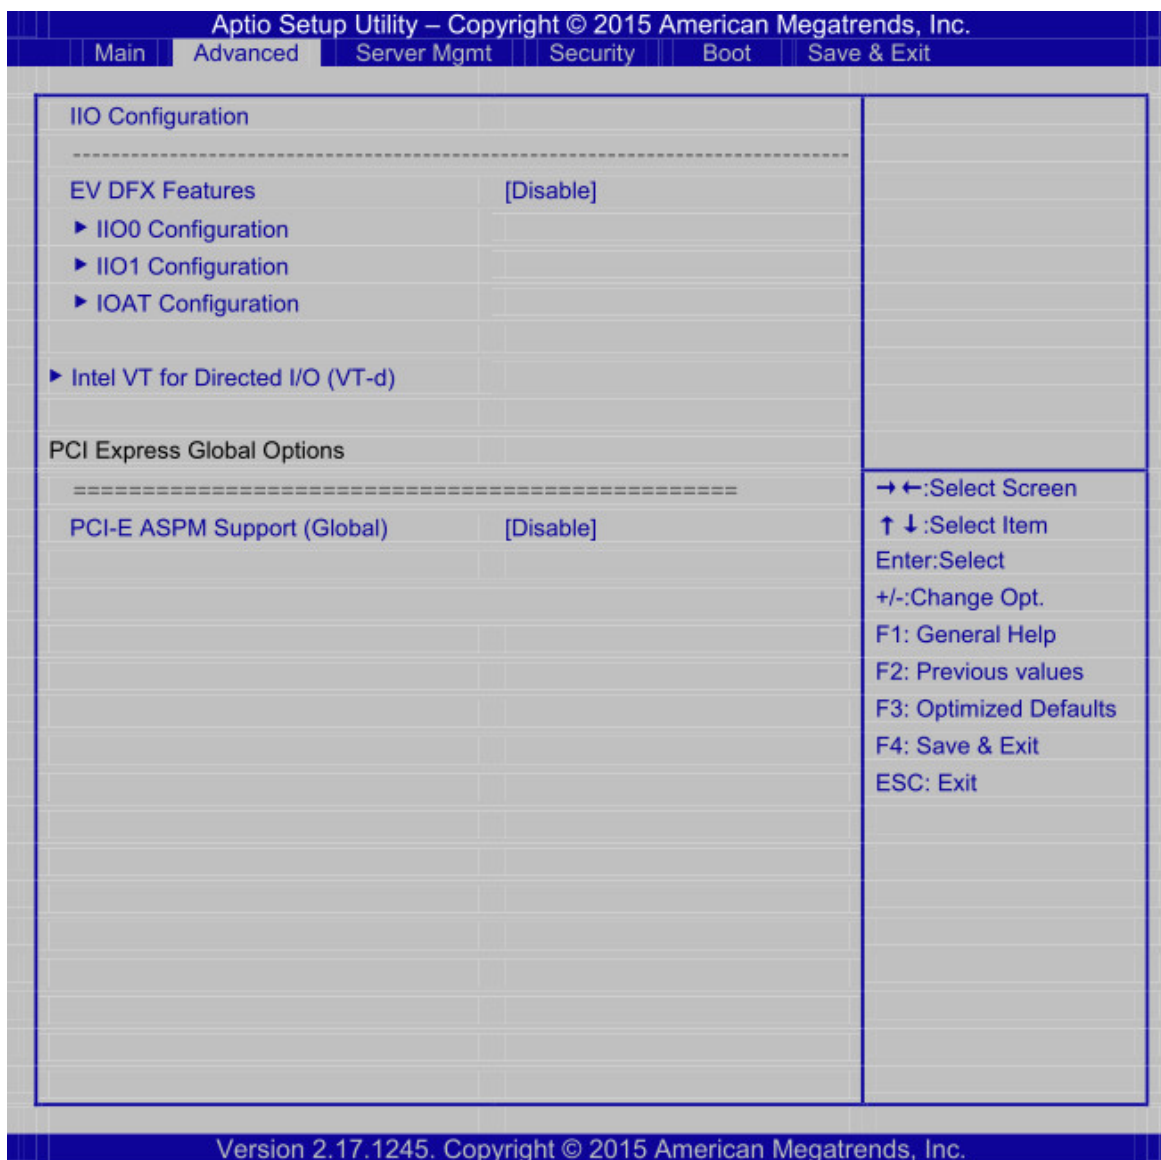 Aptio Setup Utility – Copyright © 2015 American Megatrends, Inc.
Main Advanced Server Mgmt Security Boot Save & Exit
IIO Configuration
--------------------------------------------------------------------------------
EV DFX Features [Disable]
► IIO0 Configuration
► IIO1 Configuration
► IOAT Configuration
► Intel VT for Directed I/O (VT-d)
PCI Express Global Options
================================================
PCI-E ASPM Support (Global) [Disable]
→ ←:Select Screen
↑ ↓ :Select Item
Enter:Select
+/-:Change Opt.
F1: General Help
F2: Previous values
F3: Optimized Defaults
F4: Save & Exit
ESC: Exit
Version 2.17.1245. Copyright © 2015 American Megatrends, Inc.